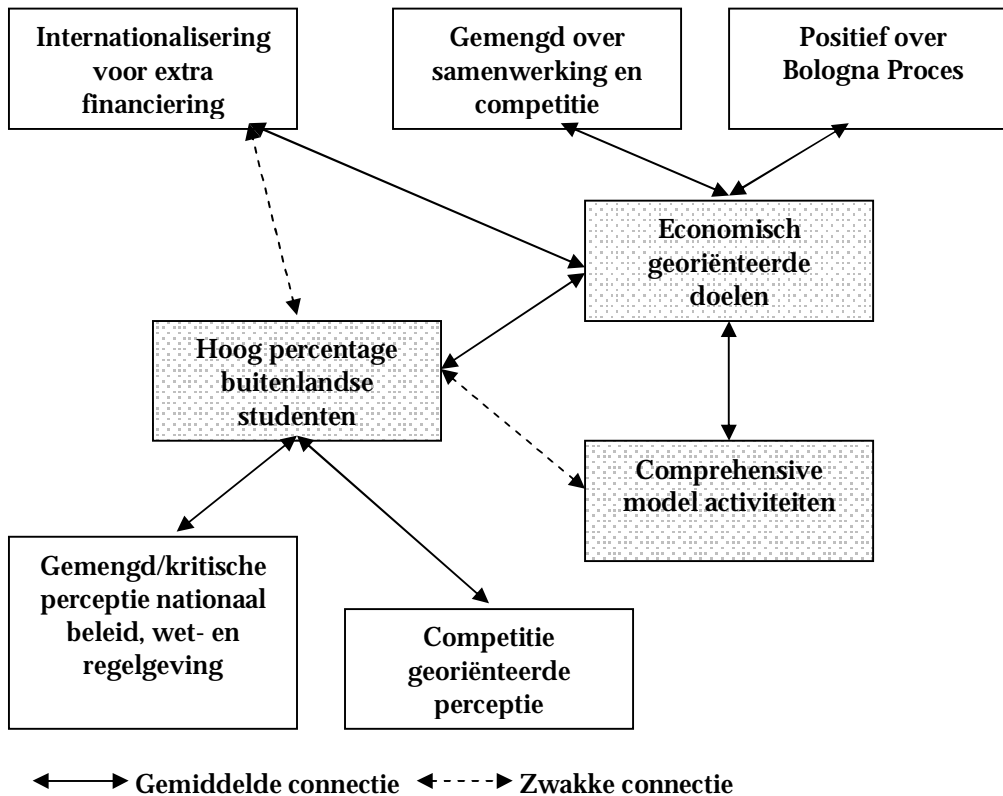 Internationalisering
voor extra
financiering
Gemengd over
samenwerking en
competitie
Positief over
Bologna Proces
Economisch
georiënteerde
doelen
Hoog percentage
buitenlandse
studenten
Comprehensive
model activiteiten
Gemengd/kritische
perceptie nationaal
beleid, wet- en
regelgeving
Competitie
georiënteerde
perceptie
Gemiddelde connectie
Zwakke connectie